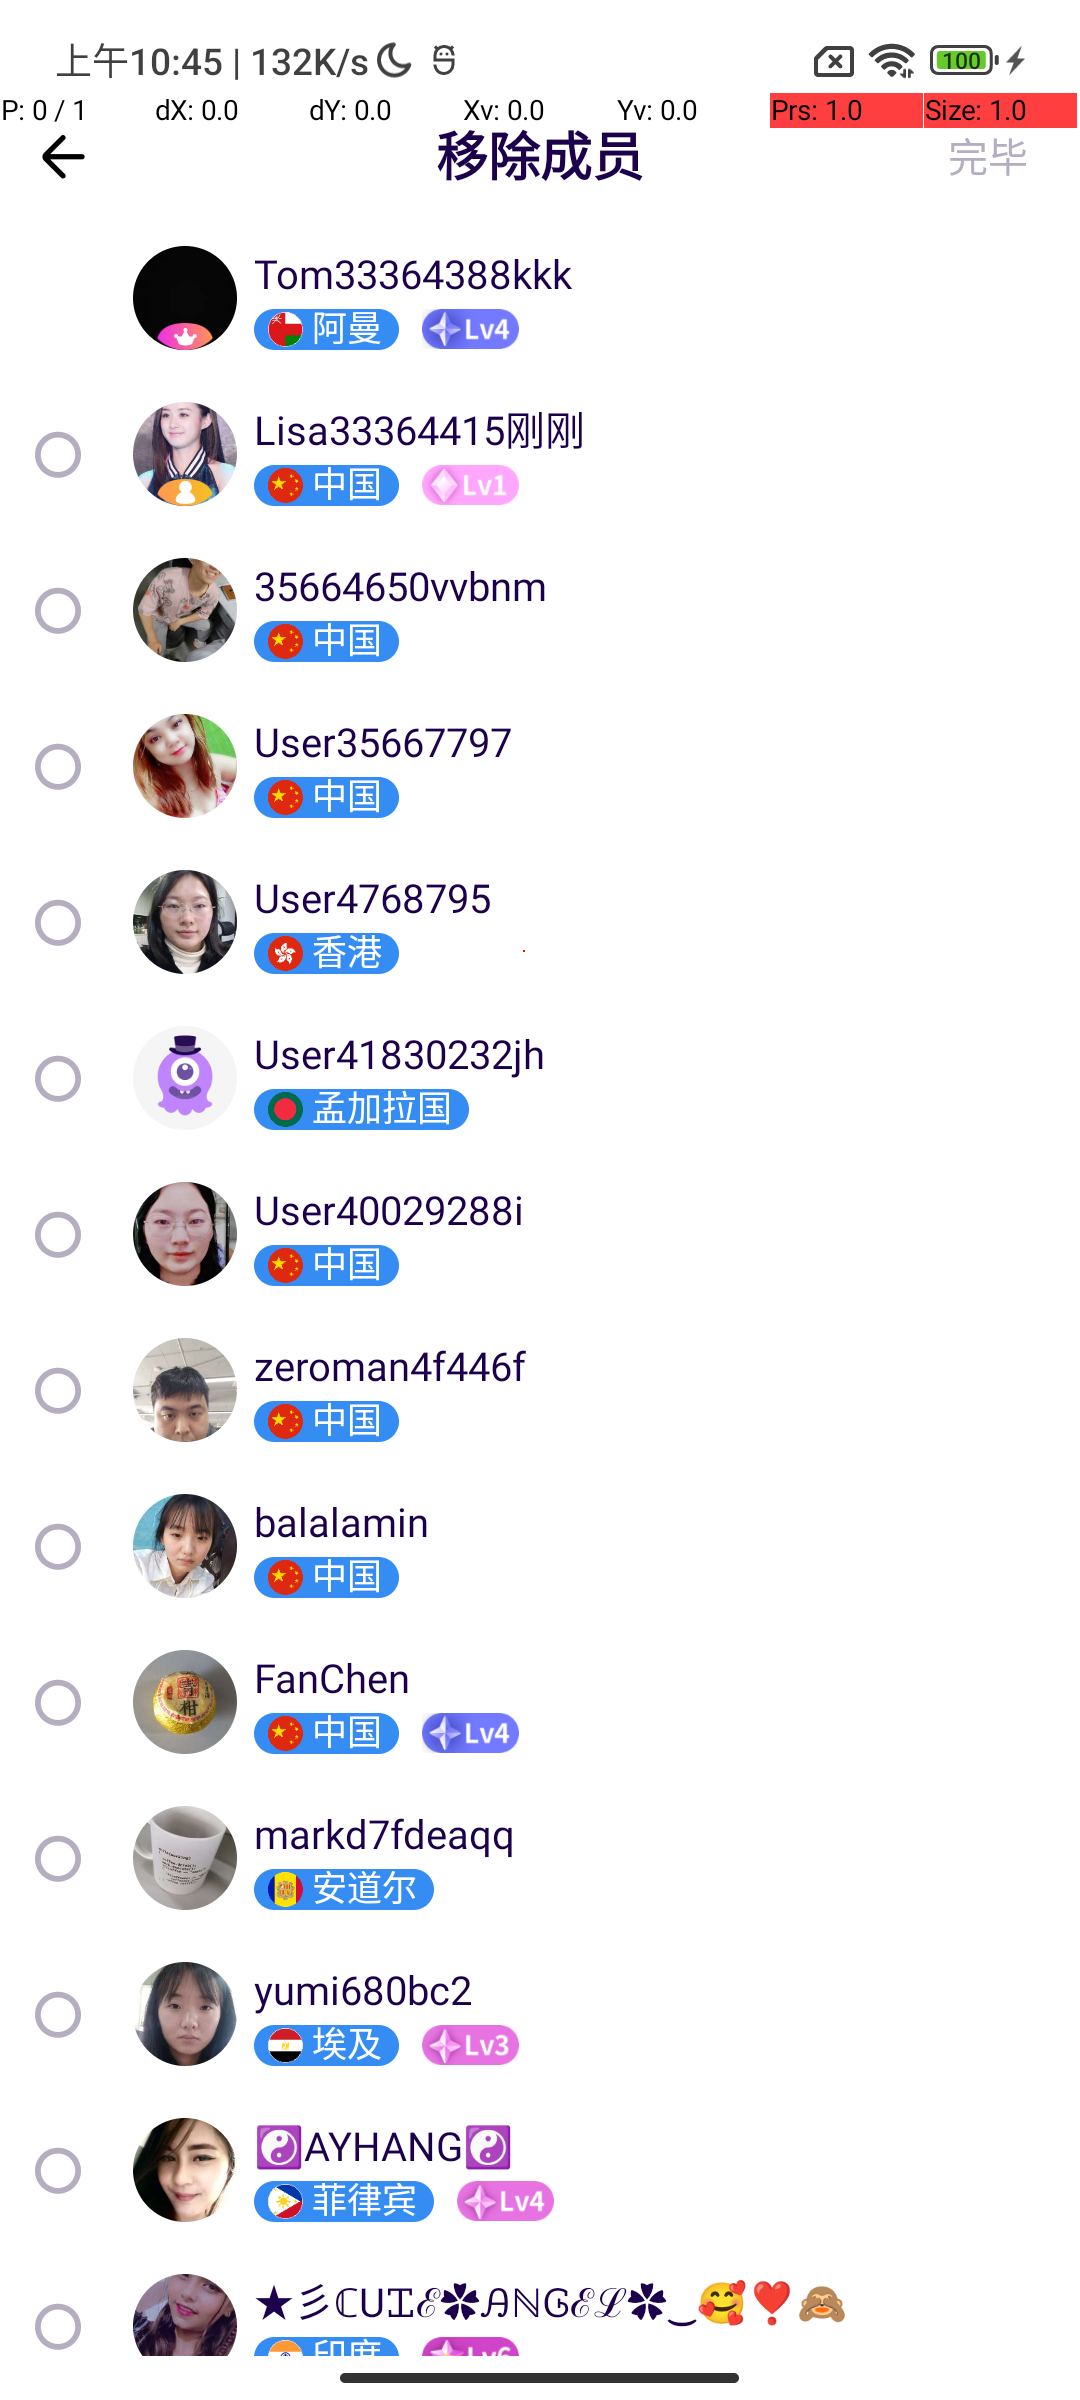 上午10:45 | 132K/s 100
P: 0 / 1 dX: 0.0 dY: 0.0 Xv: 0.0 Yv: 0.0 Prs: 1.0 Size: 1.0
移除成员 完毕
Tom33364388kkk
阿曼 Lv4
Lisa33364415刚刚
中国 Lv1
35664650vvbnm
中国
User35667797
中国
User4768795
香港
User41830232jh
孟加拉国
User40029288i
中国
zeroman4f446f
中国
balalamin
中国
FanChen
中国 Lv4
markd7fdeaqq
安道尔
yumi680bc2
埃及 Lv3
☯️AYHANG☯️
菲律宾 Lv4
★彡ℂU𝙸ℰ✿ᎯℕᎶℰℒ✿‿🥰❣️🙈
印度 Lv6